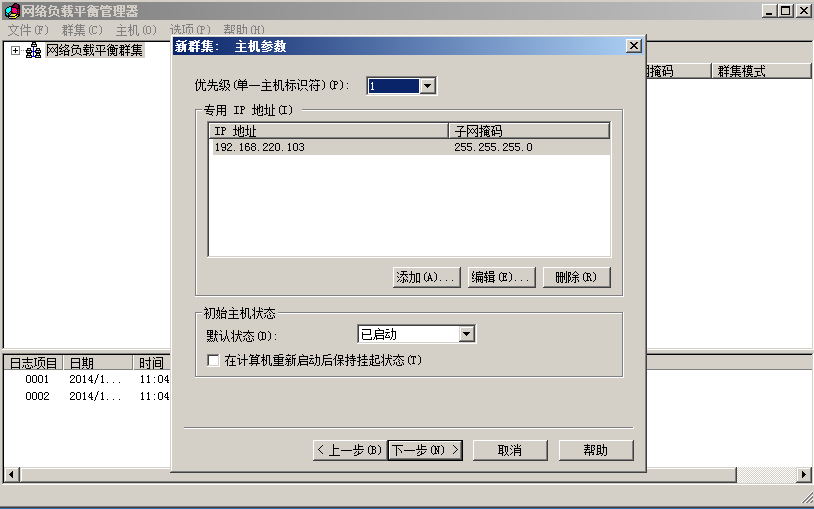 网络负载平衡管理器
文件(F) 群集(C) 主机(O) 选项(P) 帮助(H)
网络负载平衡群集
掩码 群集模式
新群集: 主机参数
优先级(单一主机标识符)(P): 1
专用 IP 地址(I)
IP 地址 子网掩码
192.168.220.103 255.255.255.0
添加(A)... 编辑(E)... 删除(R)
初始主机状态
默认状态(D): 已启动
在计算机重新启动后保持挂起状态(T)
日志项目 日期 时间
0001 2014/1... 11:04
0002 2014/1... 11:04
< 上一步(B) 下一步(N) > 取消 帮助